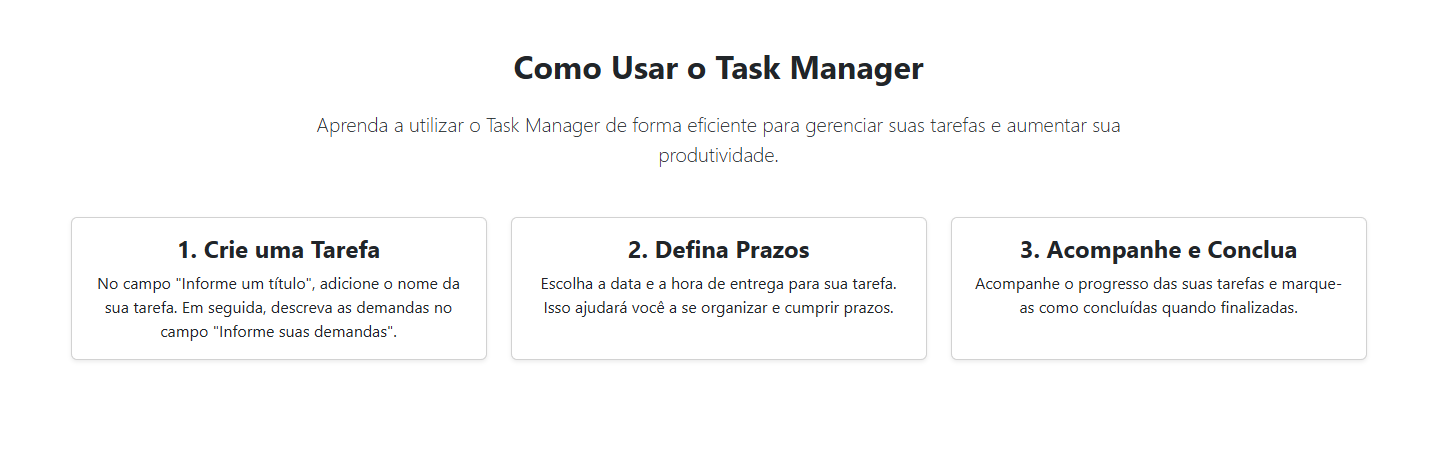 Como Usar o Task Manager
Aprenda a utilizar o Task Manager de forma eficiente para gerenciar suas tarefas e aumentar sua
produtividade.
1. Crie uma Tarefa
No campo "Informe um título", adicione o nome da
sua tarefa. Em seguida, descreva as demandas no
campo "Informe suas demandas".
2. Defina Prazos
Escolha a data e a hora de entrega para sua tarefa.
Isso ajudará você a se organizar e cumprir prazos.
3. Acompanhe e Conclua
Acompanhe o progresso das suas tarefas e marque-
as como concluídas quando finalizadas.